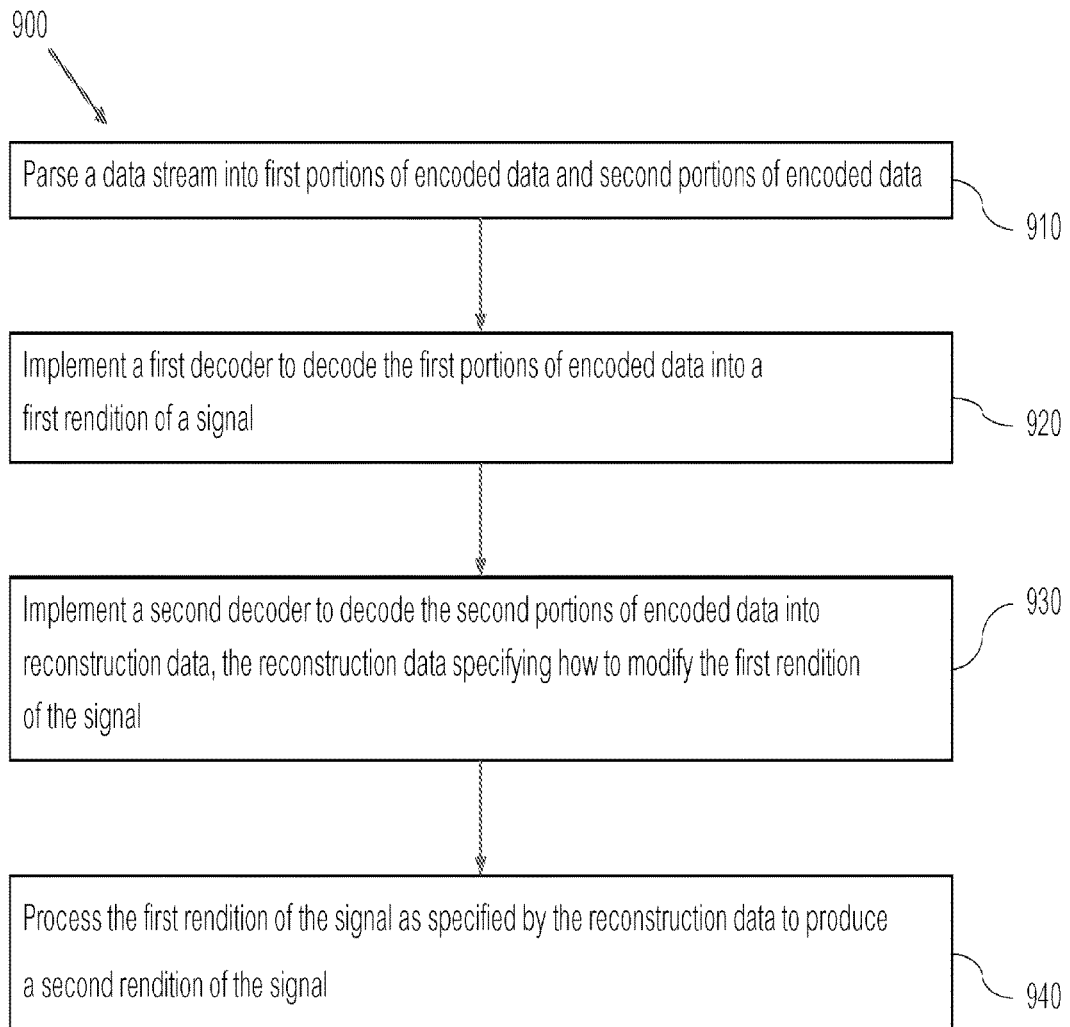 900
Parse a data stream into first portions of encoded data and second portions of encoded data
910
Implement a first decoder to decode the first portions of encoded data into a
first rendition of a signal
920
Implement a second decoder to decode the second portions of encoded data into
reconstruction data, the reconstruction data specifying how to modify the first rendition
of the signal
930
Process the first rendition of the signal as specified by the reconstruction data to produce
a second rendition of the signal
940